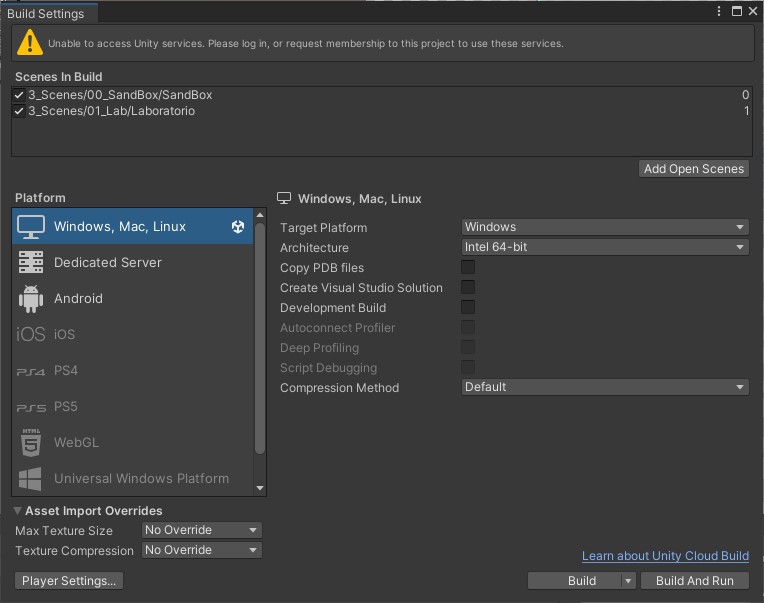 Build Settings
Unable to access Unity services. Please log in, or request membership to this project to use these services.
Scenes In Build
3_Scenes/00_SandBox/SandBox 0
3_Scenes/01_Lab/Laboratorio 1
Add Open Scenes
Platform
Windows, Mac, Linux
Dedicated Server
Android
iOS iOS
PS4 PS4
PS5 PS5
HTML 5 WebGL
Universal Windows Platform
Windows, Mac, Linux
Target Platform Windows
Architecture Intel 64-bit
Copy PDB files
Create Visual Studio Solution
Development Build
Autoconnect Profiler
Deep Profiling
Script Debugging
Compression Method Default
Asset Import Overrides
Max Texture Size No Override
Texture Compression No Override
Learn about Unity Cloud Build
Player Settings... Build Build And Run